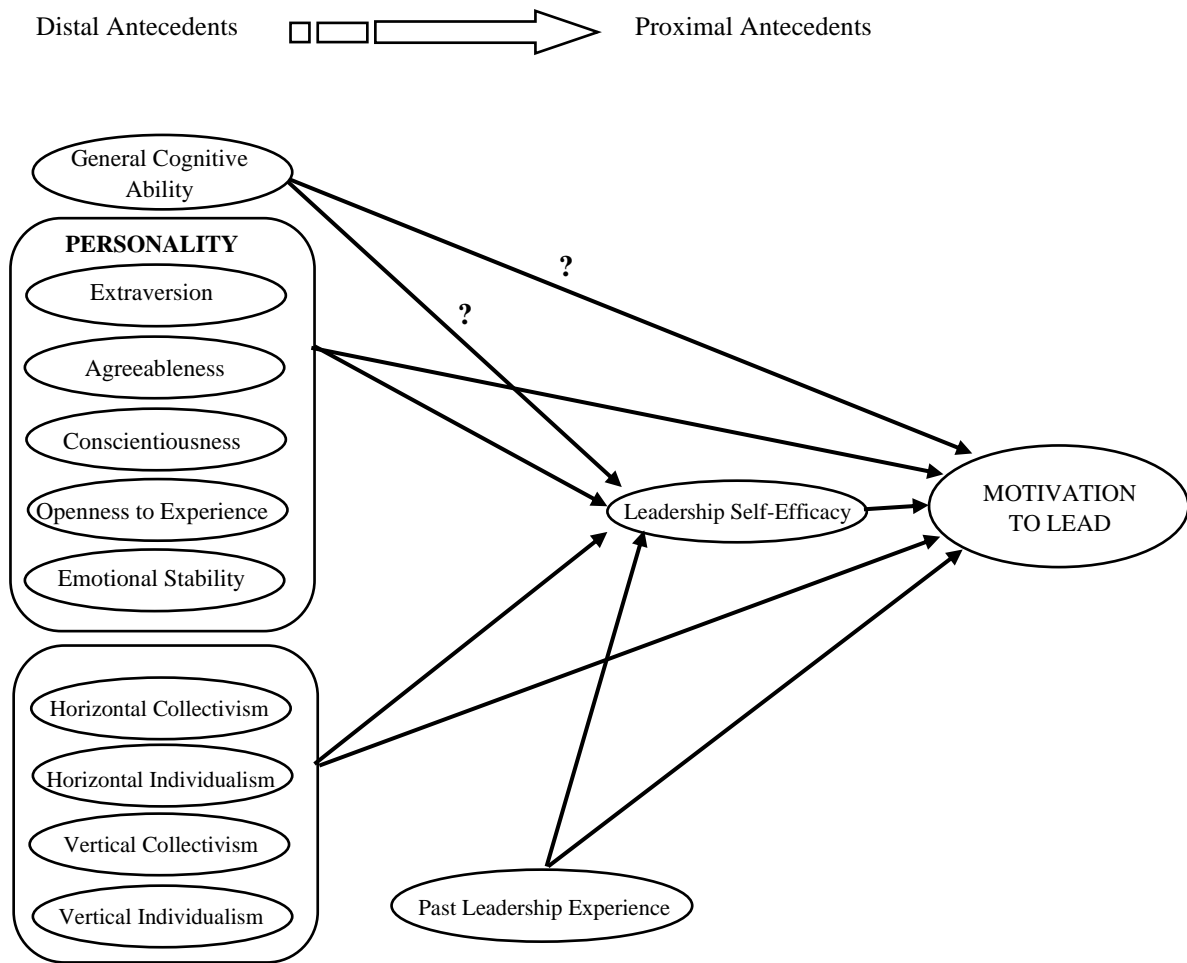 Distal Antecedents
Proximal Antecedents
General Cognitive
Ability
PERSONALITY
Extraversion
?
?
Agreeableness
Conscientiousness
Openness to Experience
Leadership Self-Efficacy
MOTIVATION
TO LEAD
Emotional Stability
Horizontal Collectivism
Horizontal Individualism
Vertical Collectivism
Past Leadership Experience
Vertical Individualism